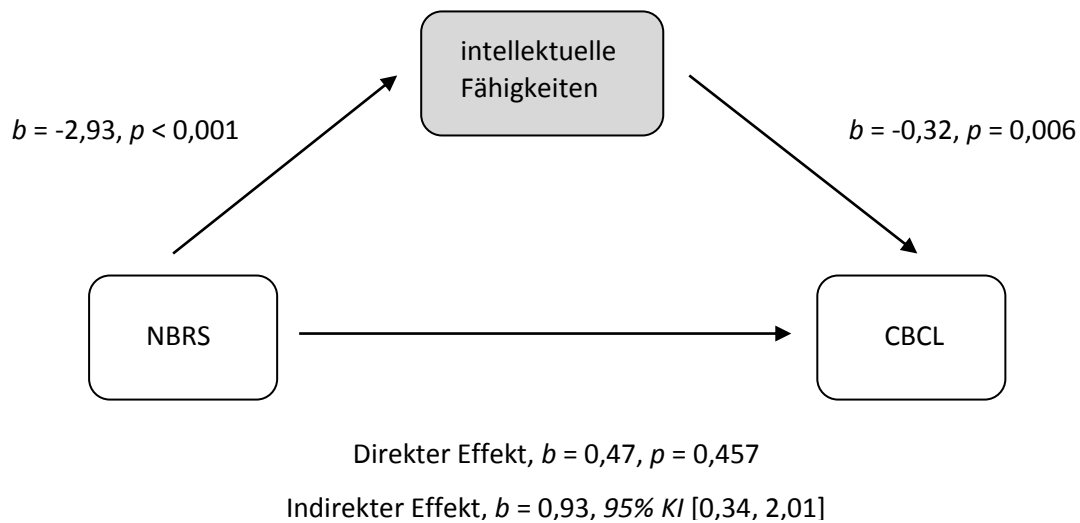 intellektuelle
Fähigkeiten
b = -2,93, p < 0,001
b = -0,32, p = 0,006
NBRS
CBCL
Direkter Effekt, b = 0,47, p = 0,457
Indirekter Effekt, b = 0,93, 95% KI [0,34, 2,01]